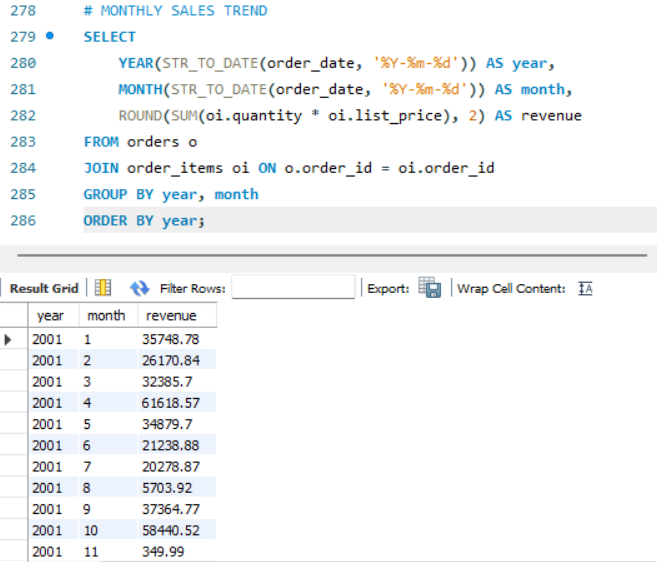 278 # MONTHLY SALES TREND
279 SELECT
280 YEAR(STR_TO_DATE(order_date, '%Y-%m-%d')) AS year,
281 MONTH(STR_TO_DATE(order_date, '%Y-%m-%d')) AS month,
282 ROUND(SUM(oi.quantity * oi.list_price), 2) AS revenue
283 FROM orders o
284 JOIN order_items oi ON o.order_id = oi.order_id
285 GROUP BY year, month
286 ORDER BY year;
Result Grid Filter Rows: Export: Wrap Cell Content: IA
year month revenue
2001 1 35748.78
2001 2 26170.84
2001 3 32385.7
2001 4 61618.57
2001 5 34879.7
2001 6 21238.88
2001 7 20278.87
2001 8 5703.92
2001 9 37364.77
2001 10 58440.52
2001 11 349.99